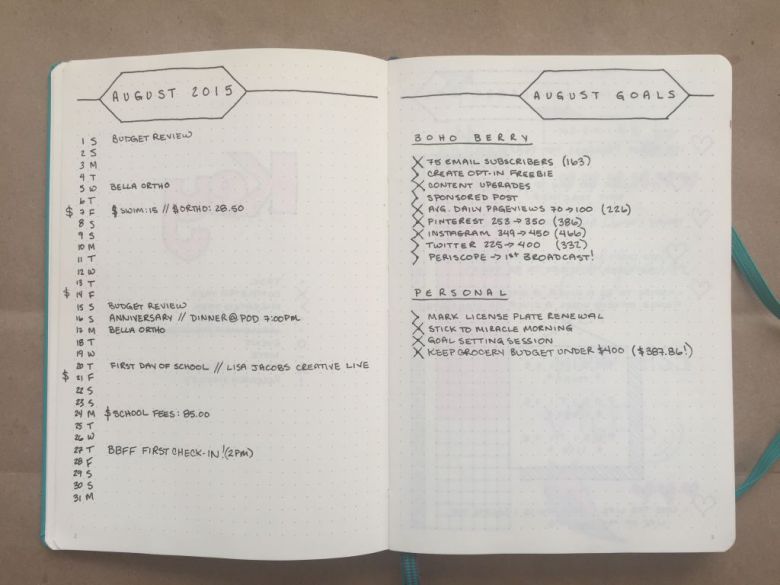 AUGUST 2015
1 S BUDGET REVIEW
2 S
3 M
4 T
5 W BELLA ORTHO
6 T
$ 7 F $ SWIM: 15 // $ ORTHO: 28.50
8 S
9 S
10 M
11 T
12 W
13 T
$ 14 F
15 S BUDGET REVIEW
16 S ANNIVERSARY // DINNER @ POD 7:00PM
17 M BELLA ORTHO
18 T
19 W
20 T FIRST DAY OF SCHOOL // LISA JACOBS CREATIVE LIVE
$ 21 F
22 S
23 S
24 M $ SCHOOL FEES: 85.00
25 T
26 W
27 T BBFF FIRST CHECK-IN! (2PM)
28 F
29 S
30 S
31 M
2
AUGUST GOALS
BOHO BERRY
X 75 EMAIL SUBSCRIBERS (163)
> CREATE OPT-IN FREEBIE
X CONTENT UPGRADES
> SPONSORED POST
X AVG. DAILY PAGEVIEWS 70 → 100 (226)
X PINTEREST 253 → 350 (386)
X INSTAGRAM 349 → 450 (466)
X TWITTER 225 → 400 (332)
> PERISCOPE → 1ST BROADCAST!
PERSONAL
> MARK LICENSE PLATE RENEWAL
X STICK TO MIRACLE MORNING
X GOAL SETTING SESSION
X KEEP GROCERY BUDGET UNDER $400 ($387.86!)
3